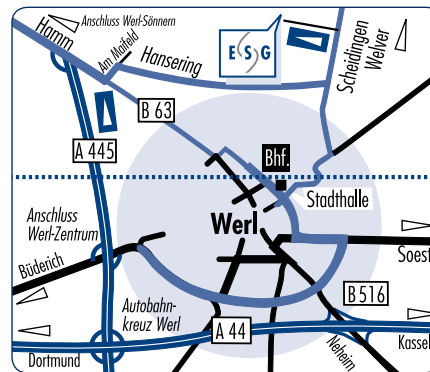 Anschluss Werl-Sönnern
Hamm
Am Maifeld
Hansering
ESG
Scheidingen
Welver
B 63
A 445
Bhf.
Stadthalle
Anschluss
Werl-Zentrum
Werl
Büderich
Soest
Autobahn-
kreuz Werl
B 516
A 44
Dortmund
Neheim
Kassel